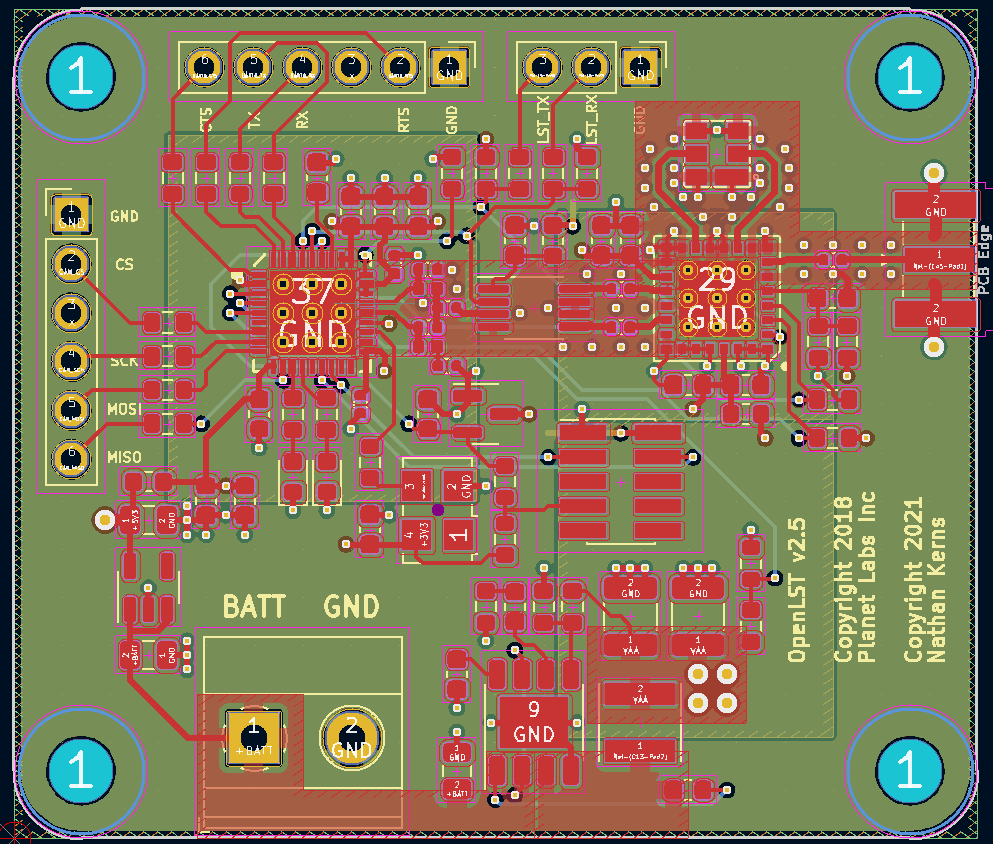 1
1
6
5
4
3
2
1
GND
3
2
1
GND
CTS
TX
RX
RTS
GND
LST_TX
LST_RX
GND
1
GND
GND
2
CS
3
4
SCK
5
MOSI
6
MISO
37
GND
29
GND
2
GND
1
Net-(C63-Pad1)
2
GND
PCB Edge
3
2
GND
4
+3V3
1
1
+3V3
2
GND
2
+BATT
1
GND
BATT GND
2
GND
2
GND
1
VAA
1
VAA
2
VAA
1
Net-(C13-Pad2)
9
GND
1
+BATT
2
GND
1
GND
2
+BATT
OpenLST v2.5
Copyright 2018
Planet Labs Inc
Copyright 2021
Nathan Kerns
1
1